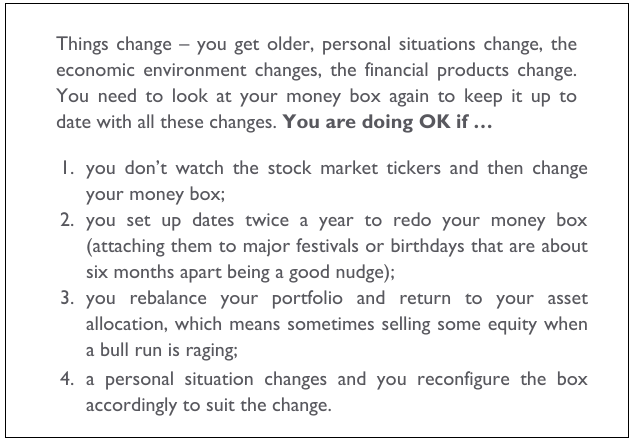 Things change – you get older, personal situations change, the
economic environment changes, the financial products change.
You need to look at your money box again to keep it up to
date with all these changes. You are doing OK if …
1. you don't watch the stock market tickers and then change
your money box;
2. you set up dates twice a year to redo your money box
(attaching them to major festivals or birthdays that are about
six months apart being a good nudge);
3. you rebalance your portfolio and return to your asset
allocation, which means sometimes selling some equity when
a bull run is raging;
4. a personal situation changes and you reconfigure the box
accordingly to suit the change.